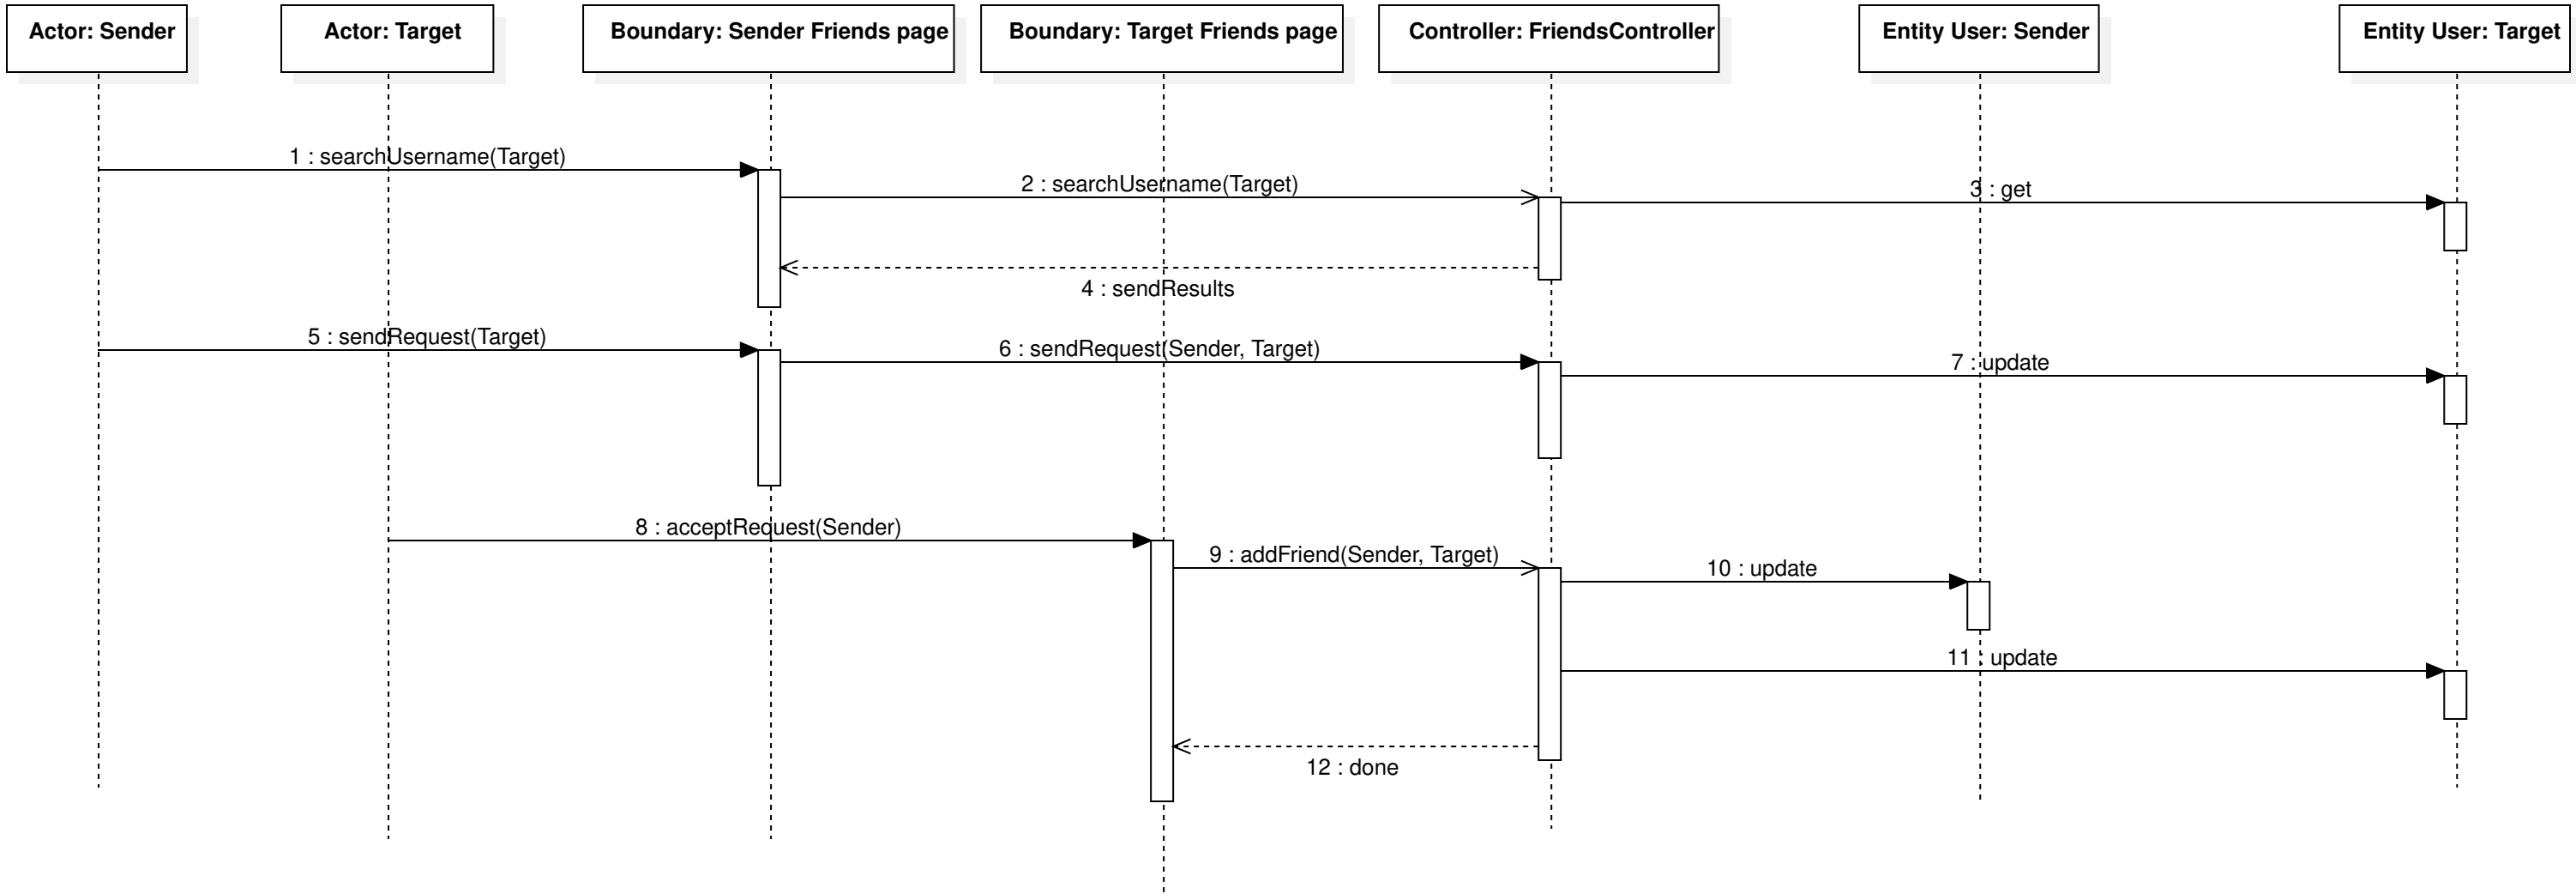 Actor: Sender
Actor: Target
Boundary: Sender Friends page
Boundary: Target Friends page
Controller: FriendsController
Entity User: Sender
Entity User: Target
1 : searchUsername(Target)
2 : searchUsername(Target)
3 : get
4 : sendResults
5 : sendRequest(Target)
6 : sendRequest(Sender, Target)
7 : update
8 : acceptRequest(Sender)
9 : addFriend(Sender, Target)
10 : update
11 : update
12 : done